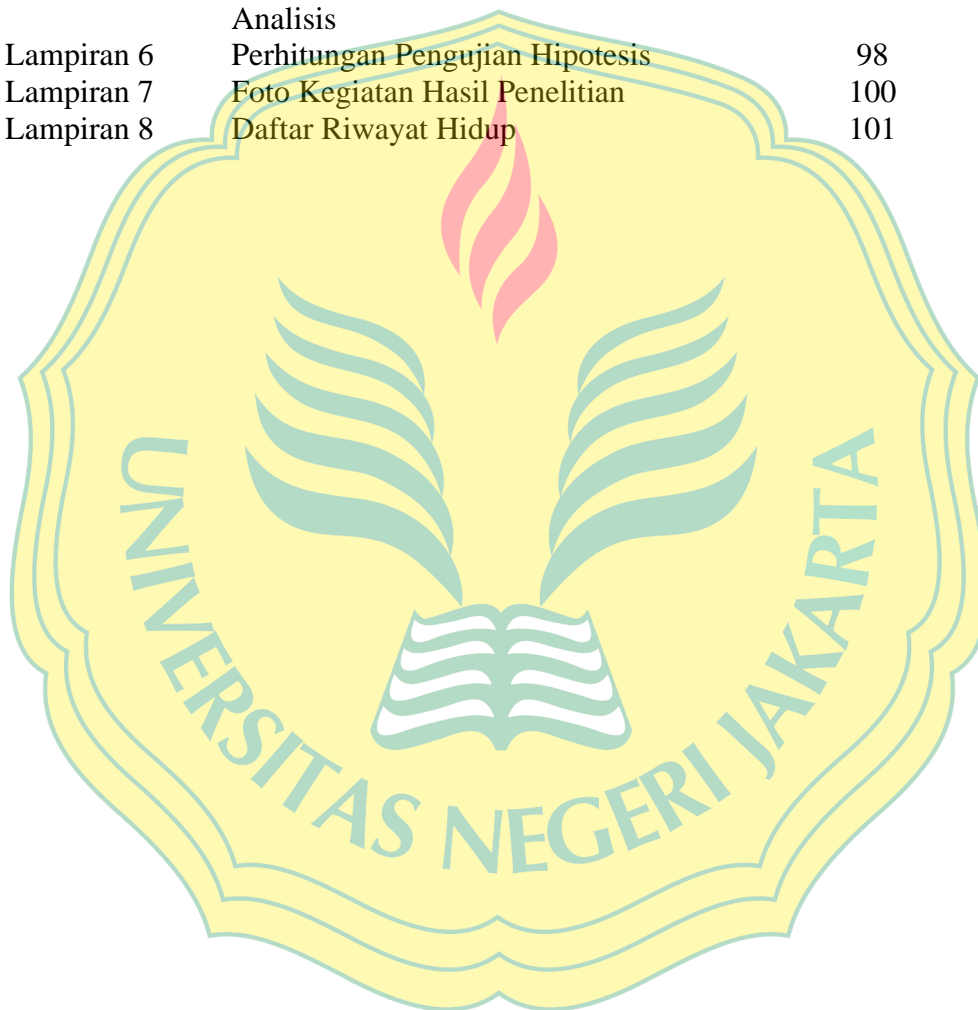 Analisis
Lampiran 6 Perhitungan Pengujian Hipotesis 98
Lampiran 7 Foto Kegiatan Hasil Penelitian 100
Lampiran 8 Daftar Riwayat Hidup 101
UNIVERSITAS NEGERI JAKARTA